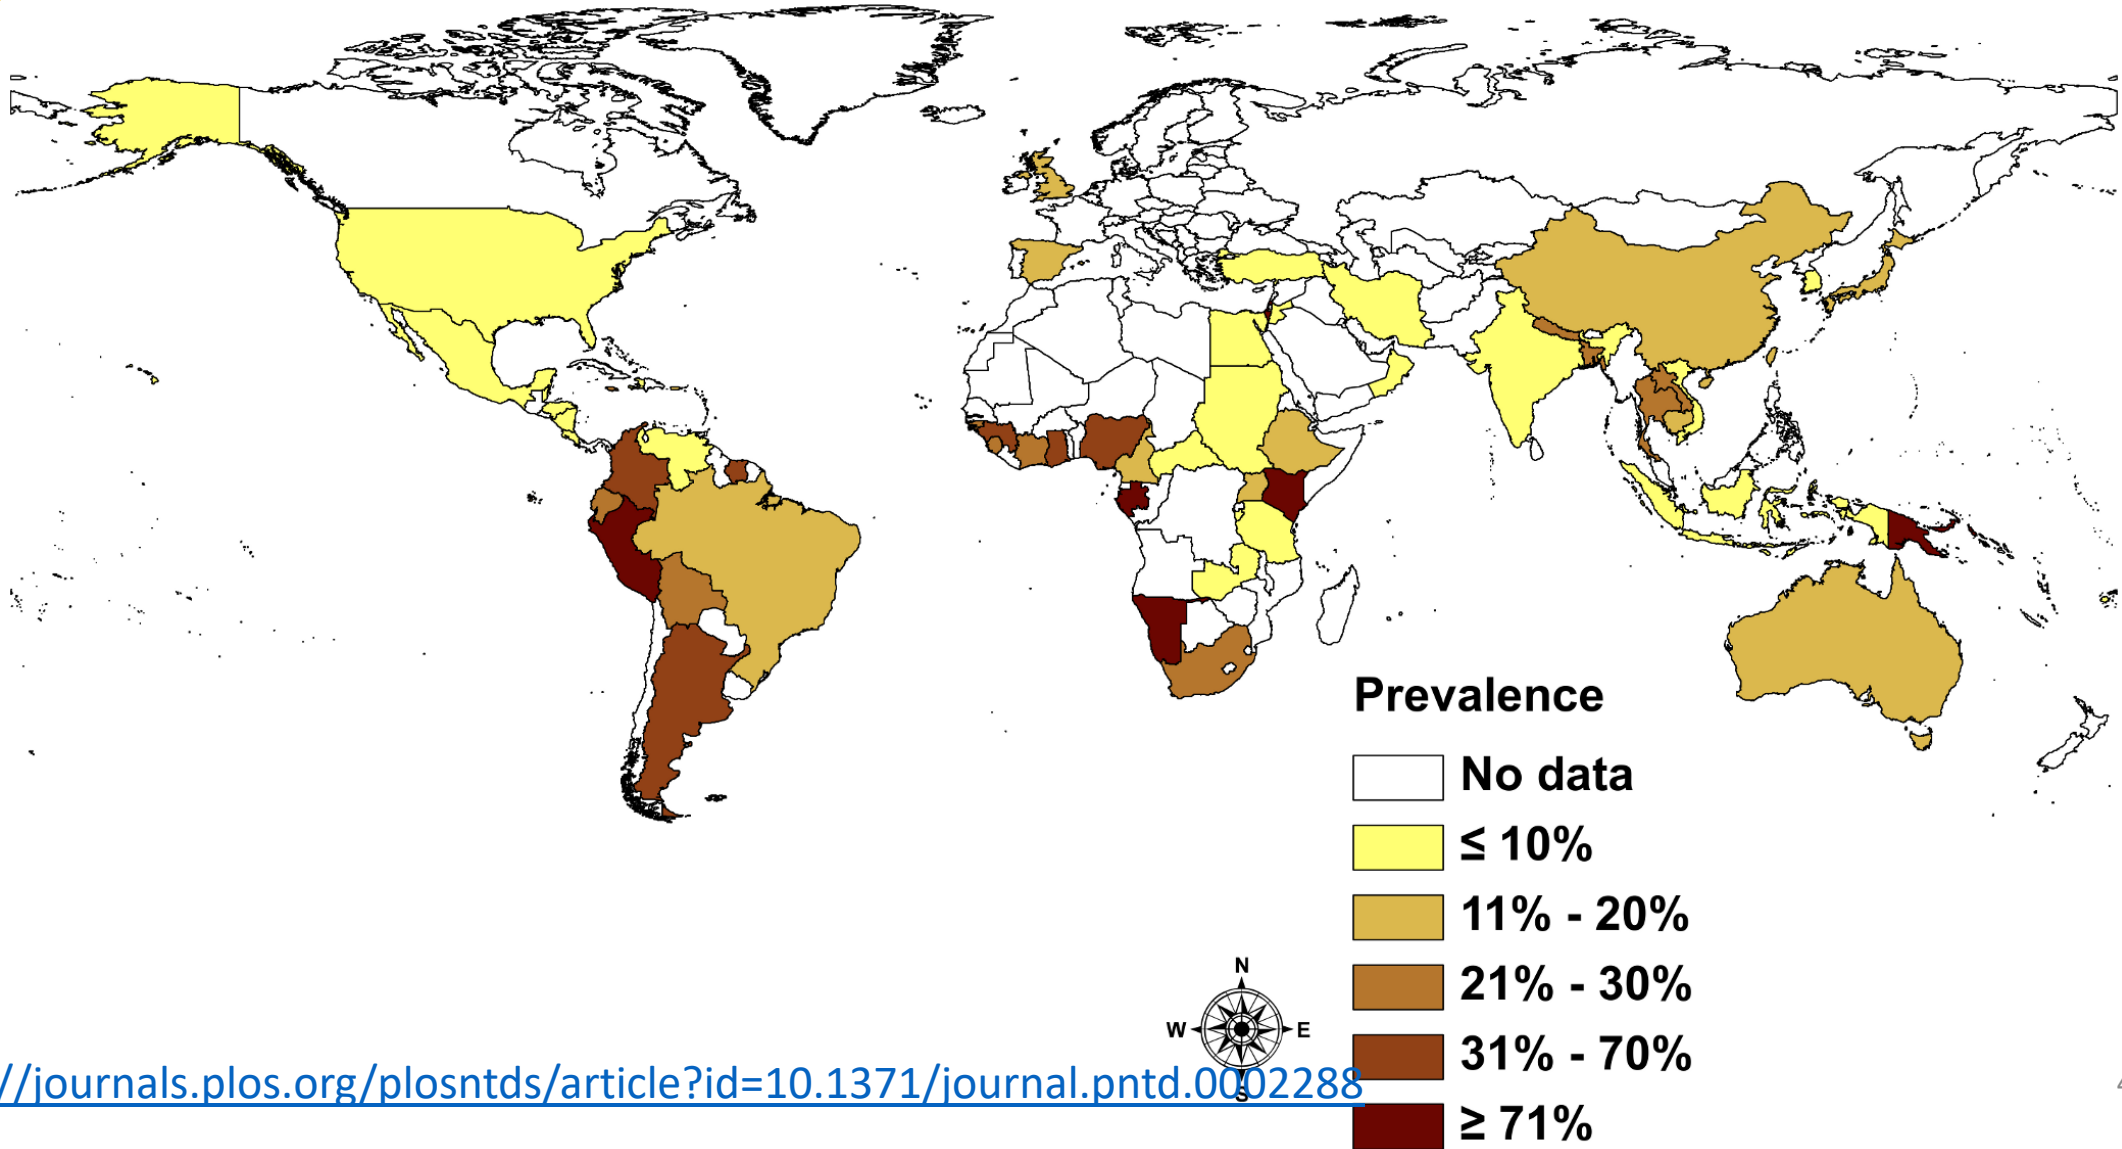 Prevalence
No data
≤ 10%
11% - 20%
21% - 30%
31% - 70%
≥ 71%
N
W E
S
//journals.plos.org/plosntds/article?id=10.1371/journal.pntd.0002288